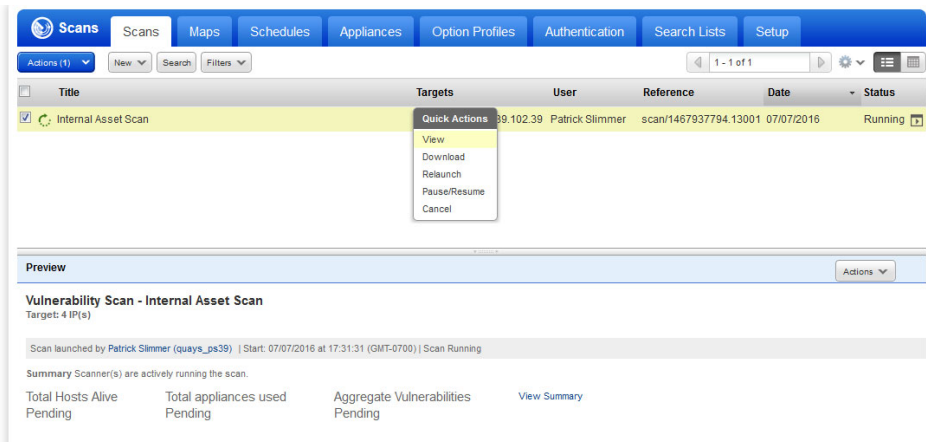 Scans
Scans Maps Schedules Appliances Option Profiles Authentication Search Lists Setup
Actions (1) New Search Filters 1 - 1 of 1
Title Targets User Reference Date Status
Internal Asset Scan 39.102.39 Patrick Slimmer scan/1467937794.13001 07/07/2016 Running
Quick Actions
View
Download
Relaunch
Pause/Resume
Cancel
Preview Actions
Vulnerability Scan - Internal Asset Scan
Target: 4 IP(s)
Scan launched by Patrick Slimmer (quays_ps39) | Start: 07/07/2016 at 17:31:31 (GMT-0700) | Scan Running
Summary Scanner(s) are actively running the scan.
Total Hosts Alive Total appliances used Aggregate Vulnerabilities View Summary
Pending Pending Pending